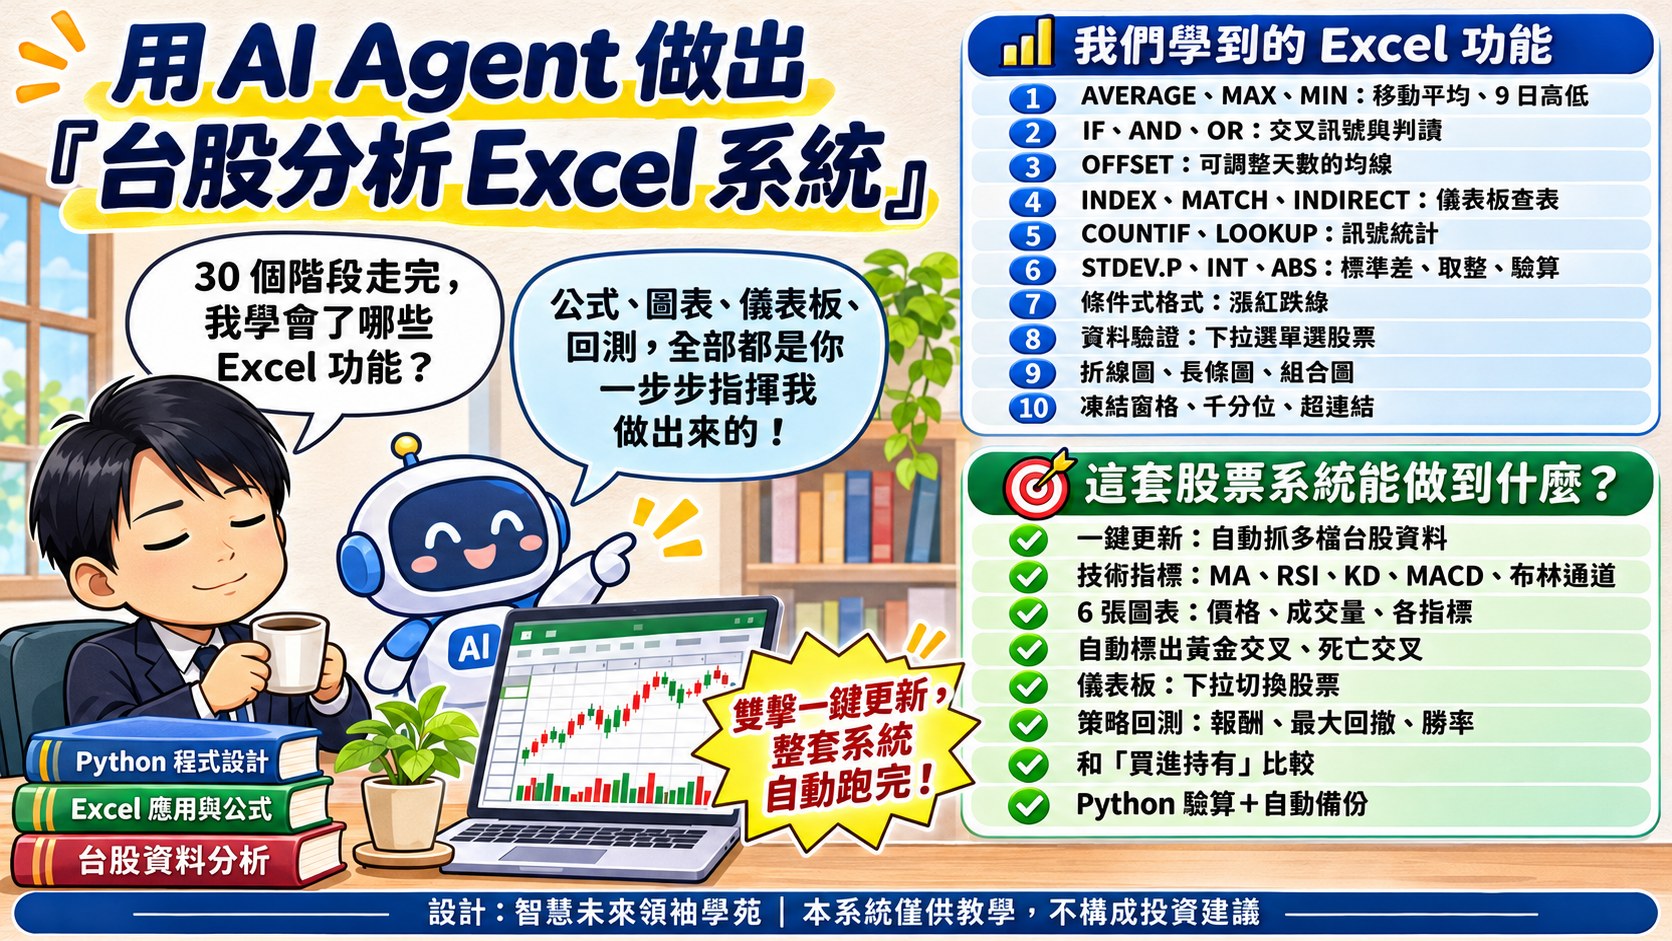 用 AI Agent 做出
『台股分析 Excel 系統』
30 個階段走完，
我學會了哪些
Excel 功能？
公式、圖表、儀表板、
回測，全部都是你
一步步指揮我
做出來的！
AI
Python 程式設計
Excel 應用與公式
台股資料分析
雙擊一鍵更新，
整套系統
自動跑完！
我們學到的 Excel 功能
1 AVERAGE、MAX、MIN：移動平均、9 日高低
2 IF、AND、OR：交叉訊號與判讀
3 OFFSET：可調整天數的均線
4 INDEX、MATCH、INDIRECT：儀表板查表
5 COUNTIF、LOOKUP：訊號統計
6 STDEV.P、INT、ABS：標準差、取整、驗算
7 條件式格式：漲紅跌綠
8 資料驗證：下拉選單選股票
9 折線圖、長條圖、組合圖
10 凍結窗格、千分位、超連結
這套股票系統能做到什麼？
一鍵更新：自動抓多檔台股資料
技術指標：MA、RSI、KD、MACD、布林通道
6 張圖表：價格、成交量、各指標
自動標出黃金交叉、死亡交叉
儀表板：下拉切換股票
策略回測：報酬、最大回撤、勝率
和「買進持有」比較
Python 驗算＋自動備份
設計：智慧未來領袖學苑｜本系統僅供教學，不構成投資建議